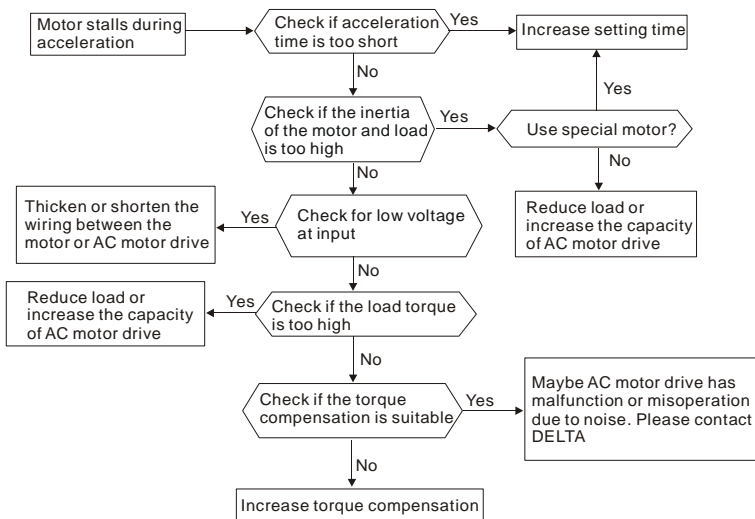 Motor stalls during
acceleration
Check if acceleration
time is too short
Yes
Increase setting time
No
Yes
Check if the inertia
of the motor and load
is too high
Yes
Use special motor?
No
No
Thicken or shorten the
wiring between the
motor or AC motor drive
Yes
Check for low voltage
at input
Reduce load or
increase the capacity
of AC motor drive
No
Reduce load or
increase the capacity
of AC motor drive
Yes
Check if the load torque
is too high
No
Check if the torque
compensation is suitable
Yes
Maybe AC motor drive has
malfunction or misoperation
due to noise. Please contact
DELTA
No
Increase torque compensation